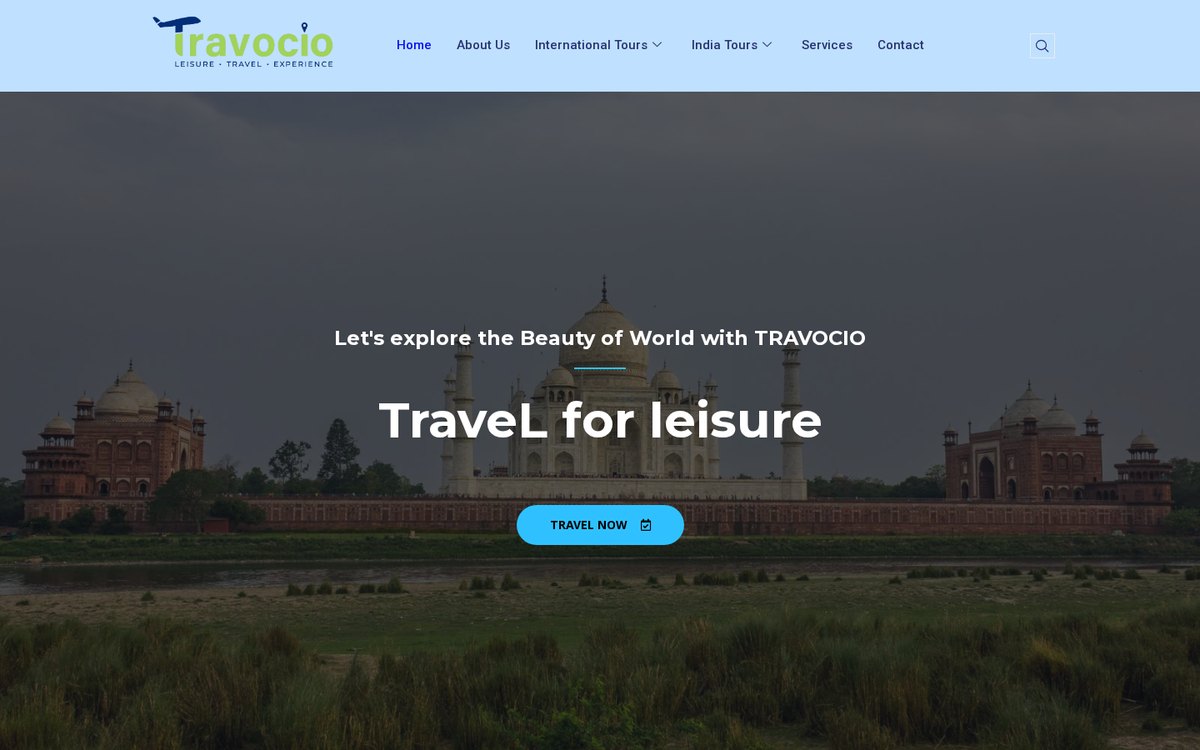 Travocio
LEISURE • TRAVEL • EXPERIENCE
Home
About Us
International Tours
India Tours
Services
Contact
Let's explore the Beauty of World with TRAVOCIO
TraveL for leisure
TRAVEL NOW